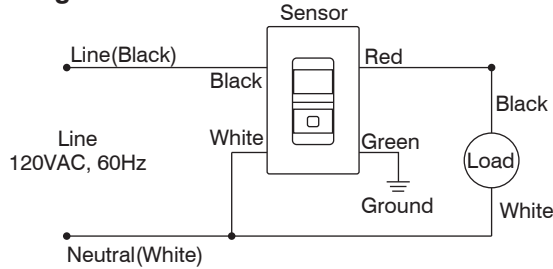 Sensor
Line(Black)
Red
Black
Black
Line
120VAC, 60Hz
White
Green
Load
Ground
White
Neutral(White)